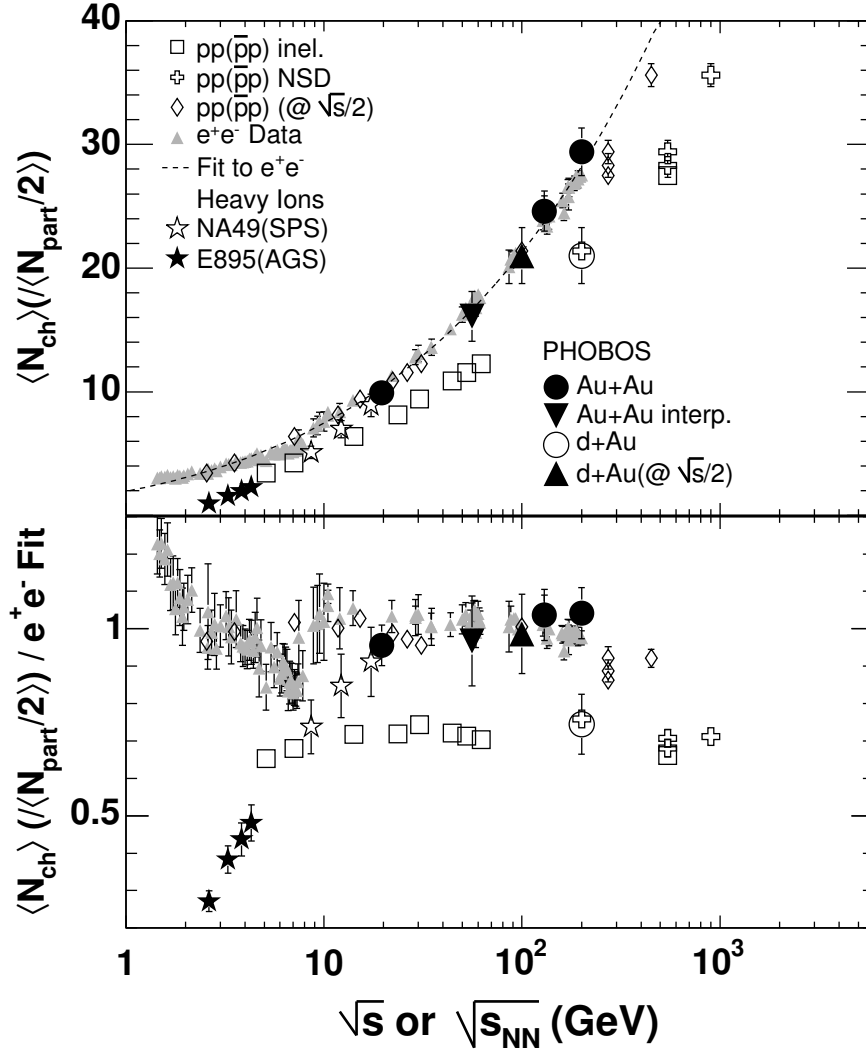 40
30
20
10
⟨N_ch⟩(/⟨N_part/2⟩)
pp(p̄p) inel.
pp(p̄p) NSD
pp(p̄p) (@ √s/2)
e⁺e⁻ Data
Fit to e⁺e⁻
Heavy Ions
NA49(SPS)
E895(AGS)
PHOBOS
Au+Au
Au+Au interp.
d+Au
d+Au(@ √s/2)
1
0.5
⟨N_ch⟩ (/⟨N_part/2⟩) / e⁺e⁻ Fit
1 10 10² 10³
√s or √s_NN (GeV)